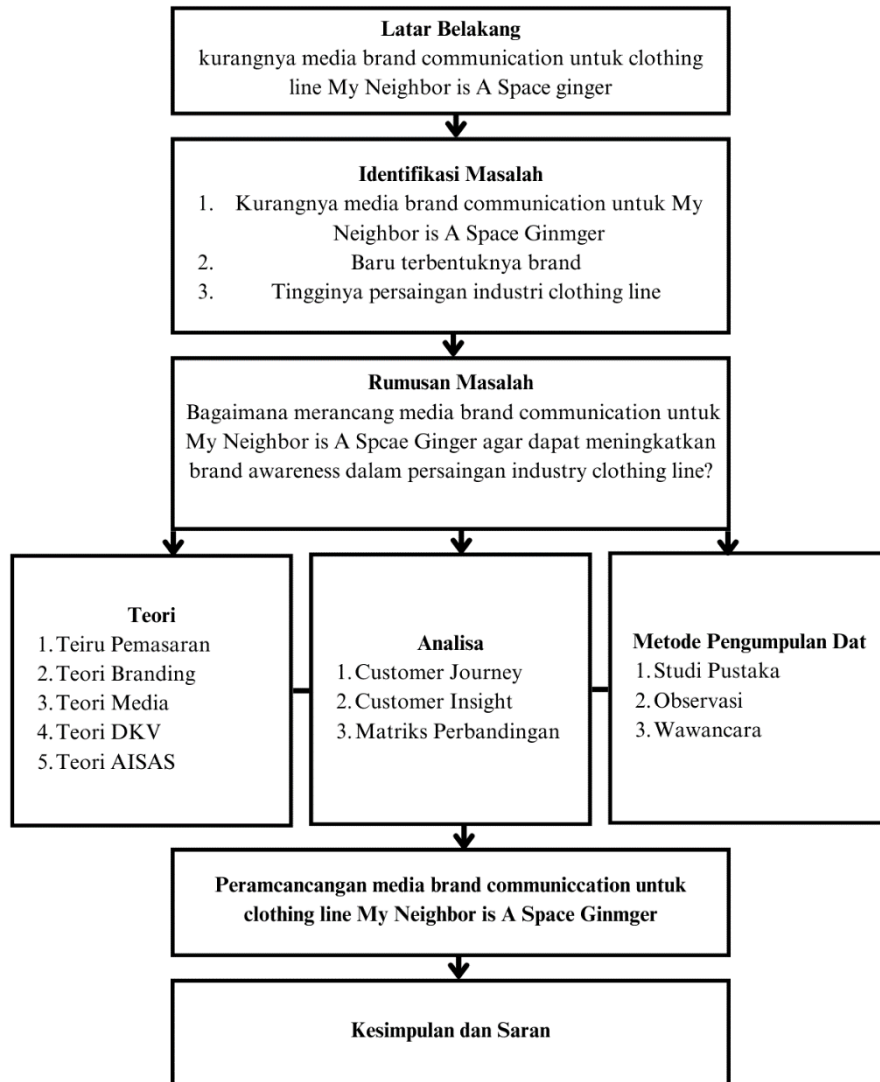 Latar Belakang
kurangnya media brand communication untuk clothing
line My Neighbor is A Space ginger
Identifikasi Masalah
1. Kurangnya media brand communication untuk My
Neighbor is A Space Ginmger
2. Baru terbentuknya brand
3. Tingginya persaingan industri clothing line
Rumusan Masalah
Bagaimana merancang media brand communication untuk
My Neighbor is A Spcae Ginger agar dapat meningkatkan
brand awareness dalam persaingan industry clothing line?
Teori
1. Teiru Pemasaran
2. Teori Branding
3. Teori Media
4. Teori DKV
5. Teori AISAS
Analisa
1. Customer Journey
2. Customer Insight
3. Matriks Perbandingan
Metode Pengumpulan Dat
1. Studi Pustaka
2. Observasi
3. Wawancara
Peramcancangan media brand communiccation untuk
clothing line My Neighbor is A Space Ginmger
Kesimpulan dan Saran